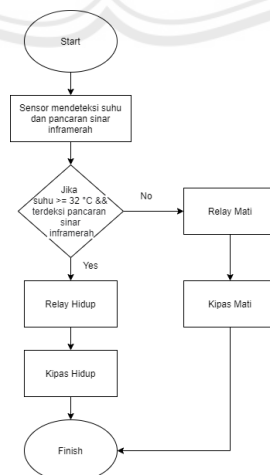 Start
Sensor mendeteksi suhu
dan pancaran sinar
inframerah
Jika
suhu >= 32 °C &&
terdeksi pancaran
sinar
inframerah
No
Relay Mati
Yes
Relay Hidup
Kipas Mati
Kipas Hidup
Finish